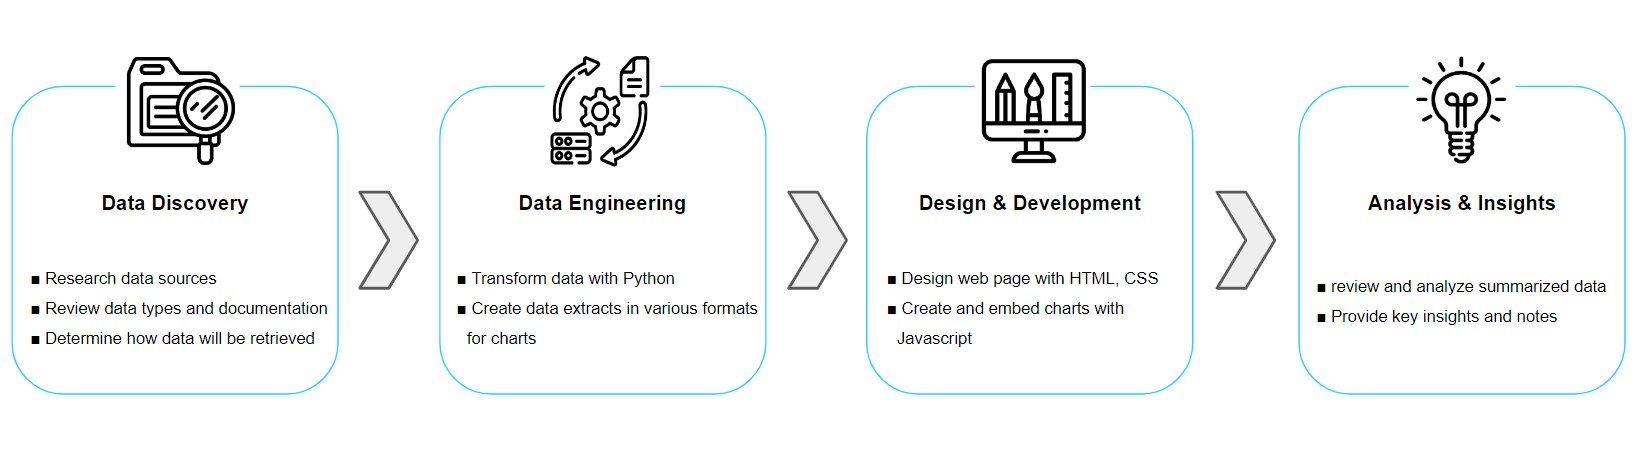 Data Discovery
■ Research data sources
■ Review data types and documentation
■ Determine how data will be retrieved
Data Engineering
■ Transform data with Python
■ Create data extracts in various formats
for charts
Design & Development
■ Design web page with HTML, CSS
■ Create and embed charts with
Javascript
Analysis & Insights
■ review and analyze summarized data
■ Provide key insights and notes